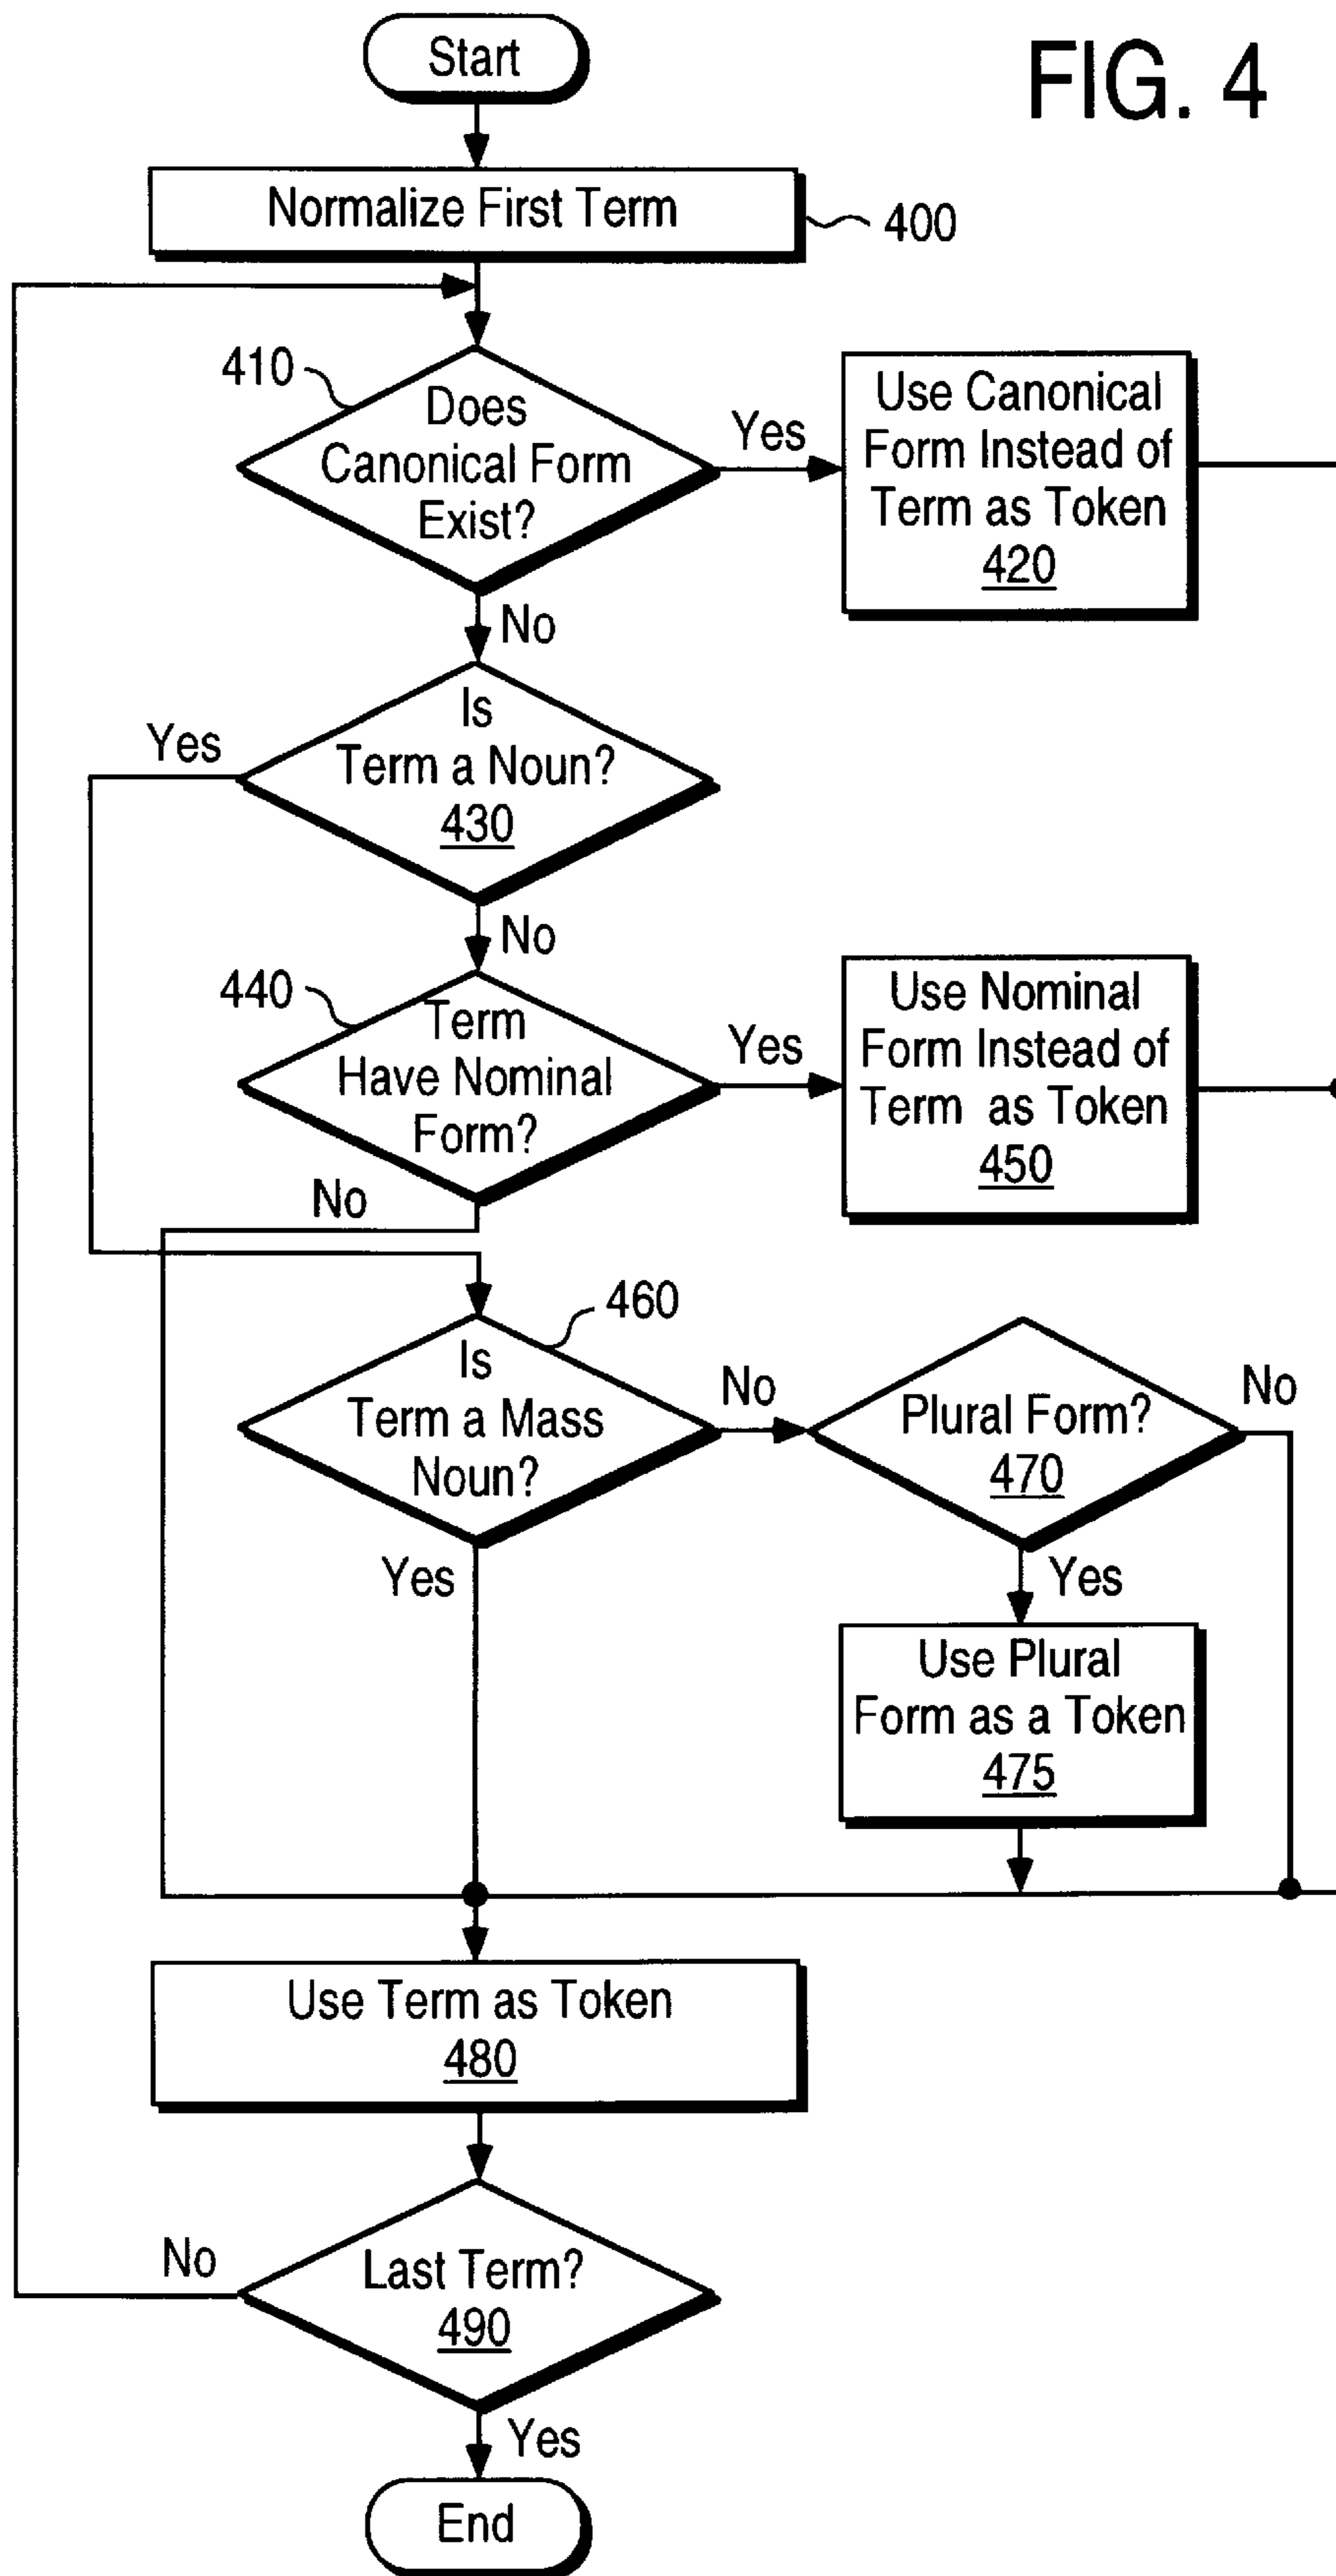 FIG. 4
Start
Normalize First Term
400
410
Does
Canonical Form
Exist?
Yes
Use Canonical
Form Instead of
Term as Token
420
No
Is
Term a Noun?
430
Yes
No
440
Term
Have Nominal
Form?
Yes
Use Nominal
Form Instead of
Term as Token
450
No
460
Is
Term a Mass
Noun?
No
Plural Form?
470
No
Yes
Yes
Use Plural
Form as a Token
475
Use Term as Token
480
Last Term?
490
No
Yes
End